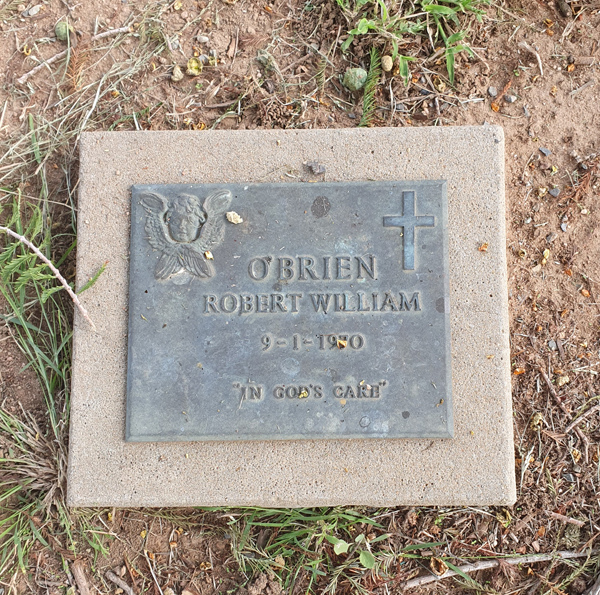 O'BRIEN
ROBERT WILLIAM
9-1-1970
"IN GOD'S CARE"